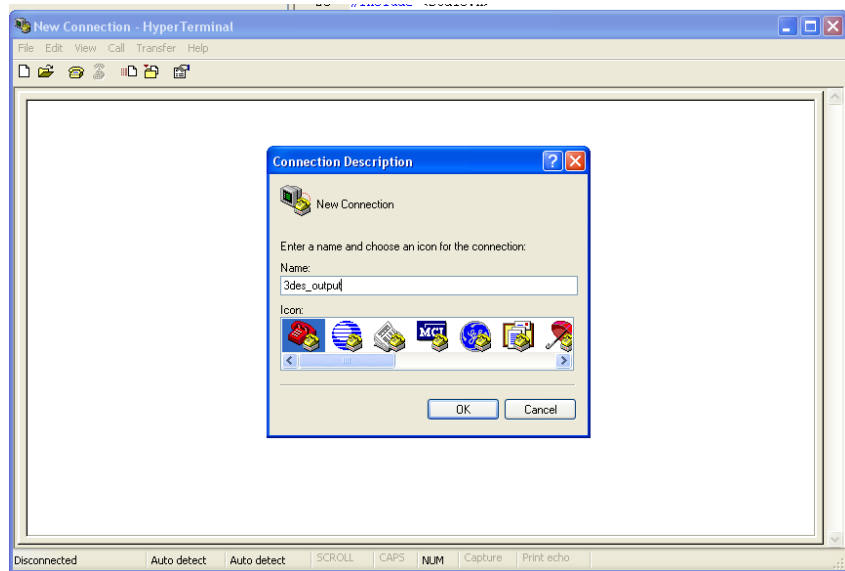 New Connection - HyperTerminal
File Edit View Call Transfer Help
Connection Description
New Connection
Enter a name and choose an icon for the connection:
Name:
3des_output
Icon:
MCI
OK Cancel
Disconnected Auto detect Auto detect SCROLL CAPS NUM Capture Print echo